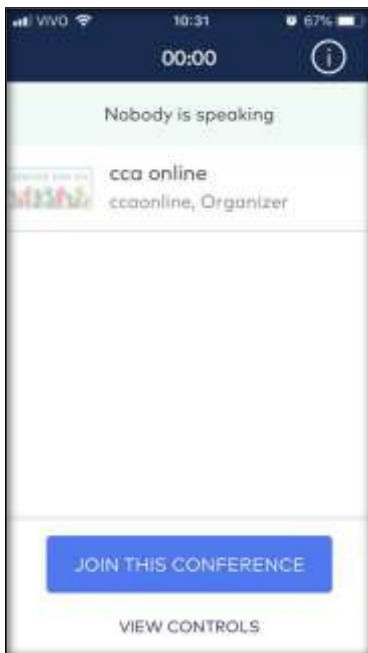 VIVO 10:31 67%
00:00
Nobody is speaking
cca online
ccaonline, Organizer
JOIN THIS CONFERENCE
VIEW CONTROLS